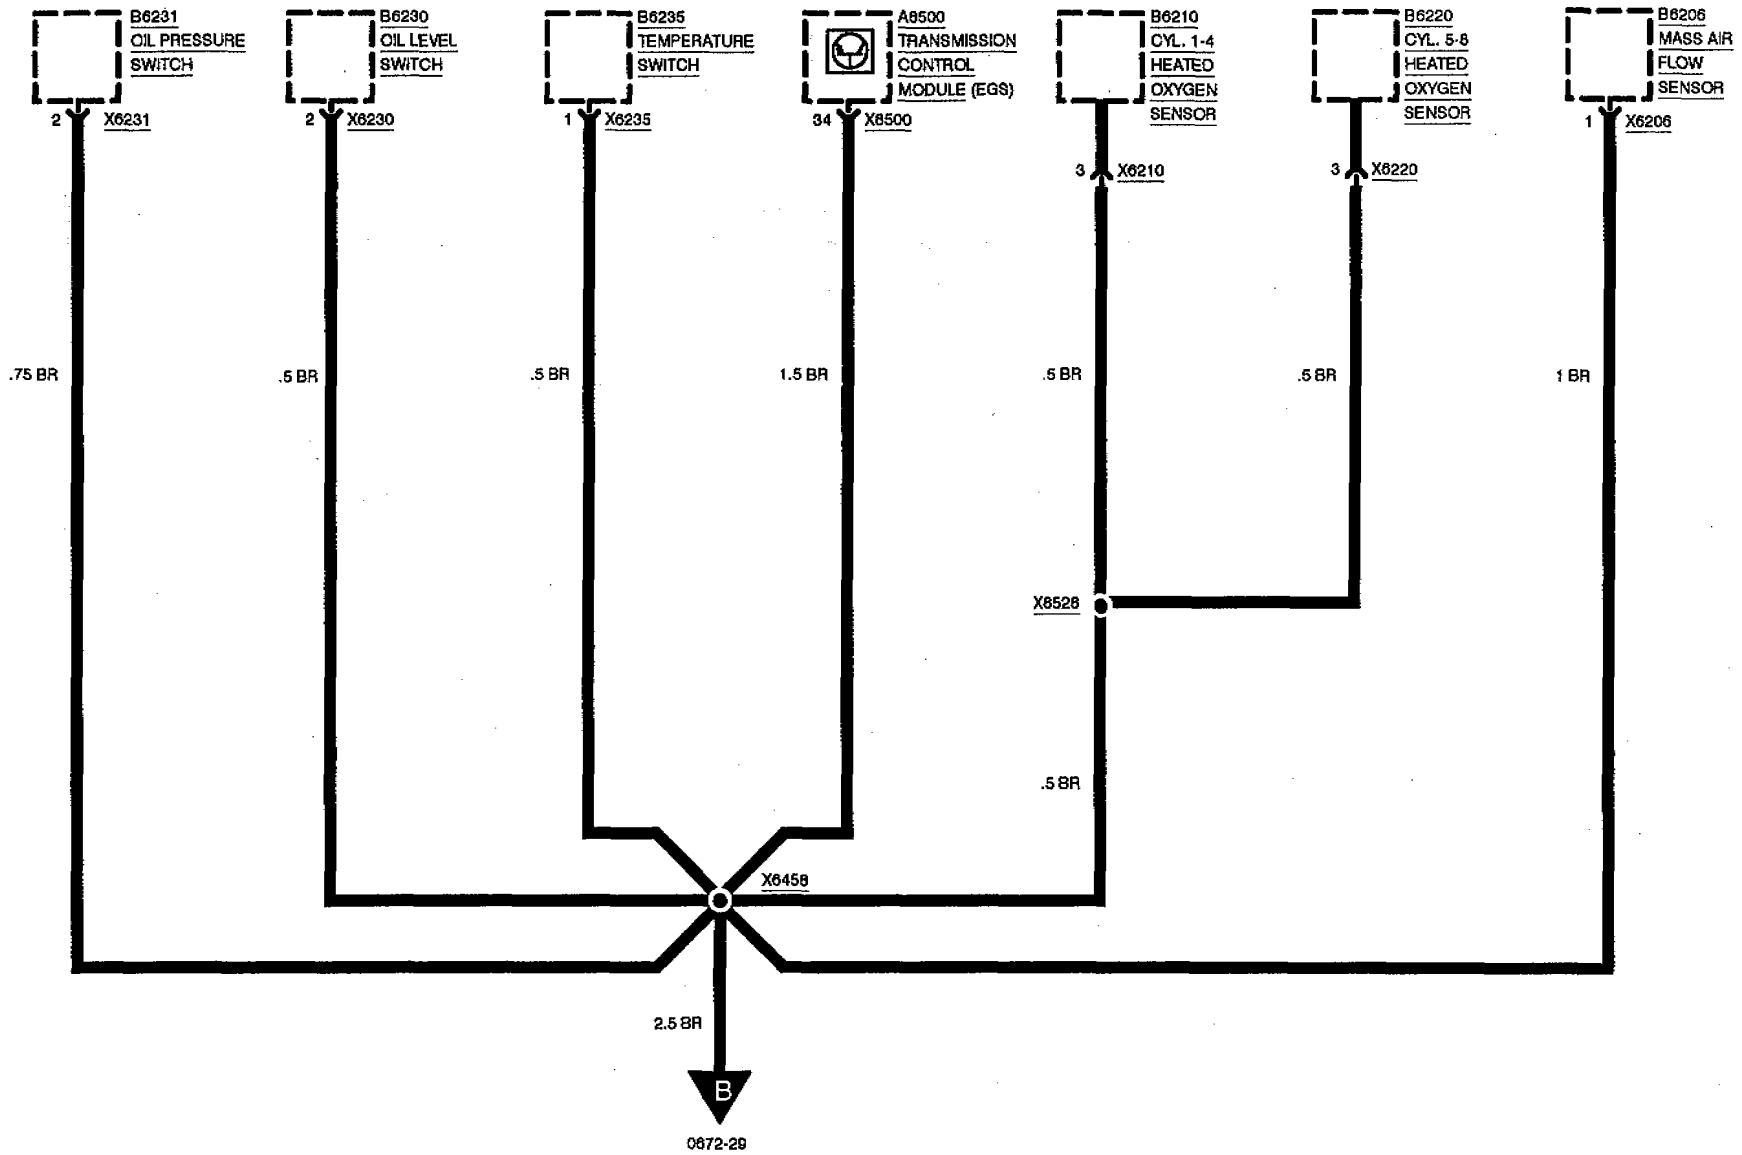 B6231
OIL PRESSURE
SWITCH
2
X6231
B6230
OIL LEVEL
SWITCH
2
X6230
B6235
TEMPERATURE
SWITCH
1
X6235
A8500
TRANSMISSION
CONTROL
MODULE (EGS)
34
X8500
B6210
CYL. 1-4
HEATED
OXYGEN
SENSOR
3
X6210
B6220
CYL. 5-8
HEATED
OXYGEN
SENSOR
3
X6220
B6206
MASS AIR
FLOW
SENSOR
1
X6206
.75 BR
.5 BR
.5 BR
1.5 BR
.5 BR
.5 BR
1 BR
X6526
.5 BR
X6458
2.5 BR
B
0672-29